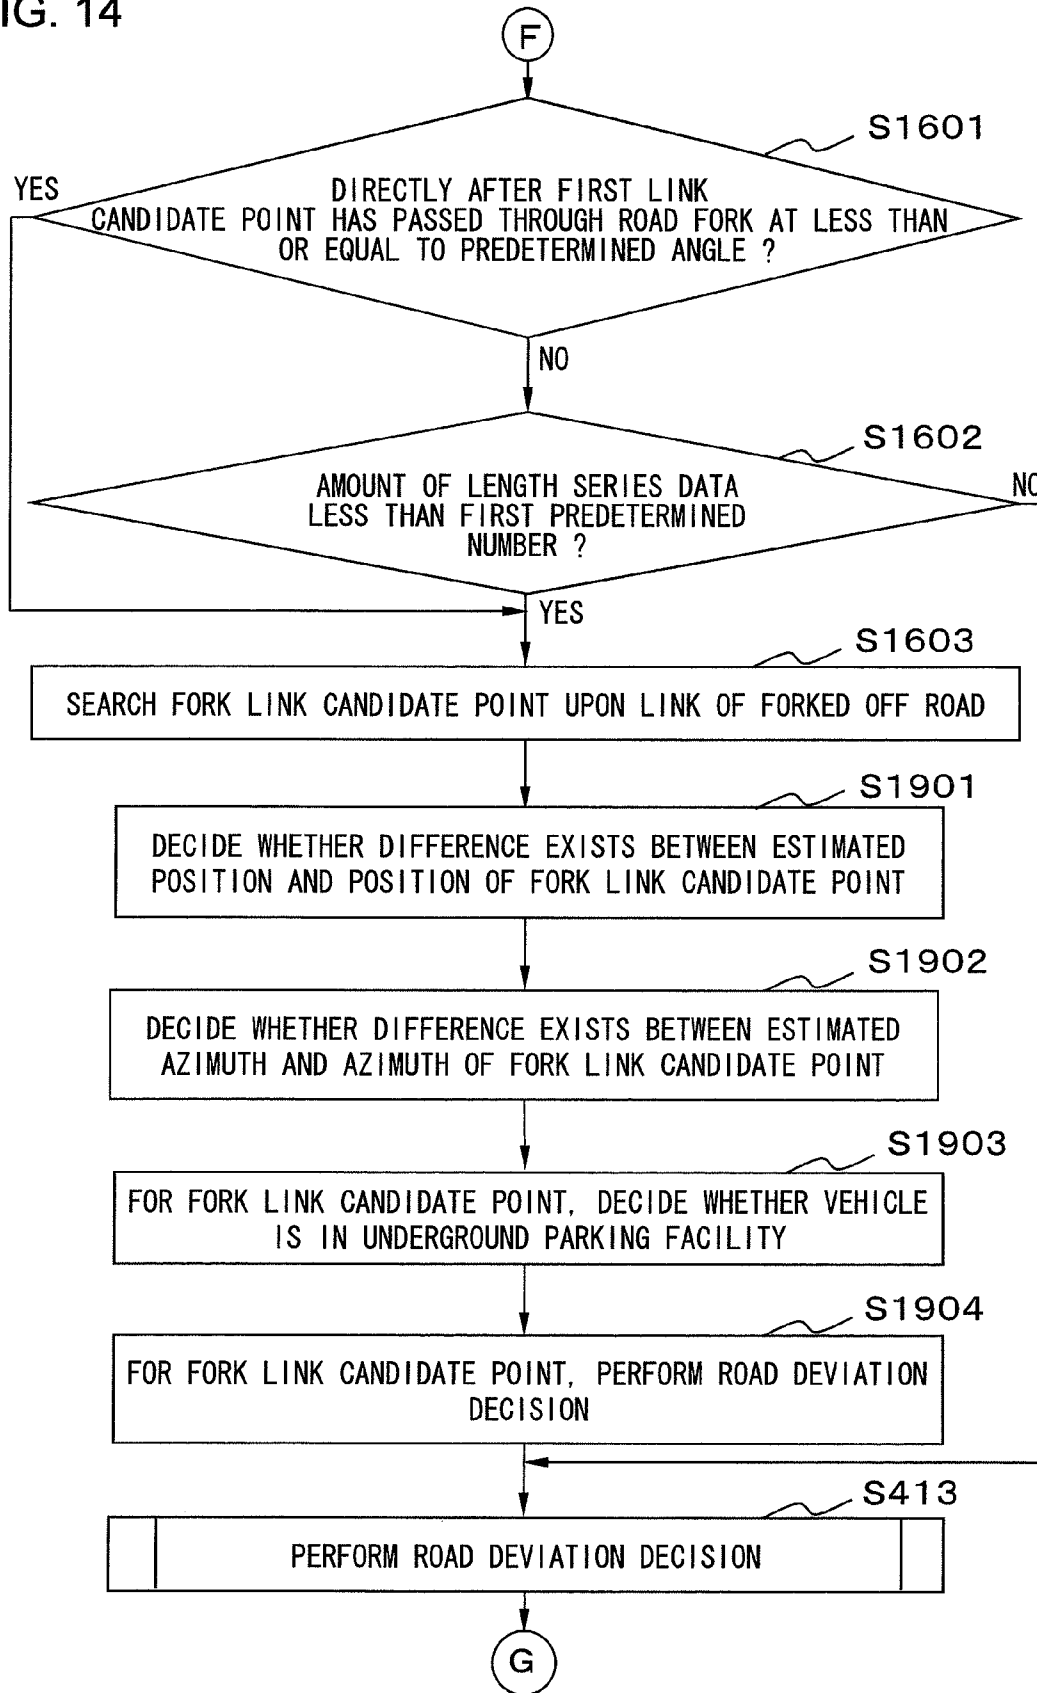 IG. 14
F
S1601
YES
DIRECTLY AFTER FIRST LINK
CANDIDATE POINT HAS PASSED THROUGH ROAD FORK AT LESS THAN
OR EQUAL TO PREDETERMINED ANGLE ?
NO
S1602
AMOUNT OF LENGTH SERIES DATA
LESS THAN FIRST PREDETERMINED
NUMBER ?
NO
YES
S1603
SEARCH FORK LINK CANDIDATE POINT UPON LINK OF FORKED OFF ROAD
S1901
DECIDE WHETHER DIFFERENCE EXISTS BETWEEN ESTIMATED
POSITION AND POSITION OF FORK LINK CANDIDATE POINT
S1902
DECIDE WHETHER DIFFERENCE EXISTS BETWEEN ESTIMATED
AZIMUTH AND AZIMUTH OF FORK LINK CANDIDATE POINT
S1903
FOR FORK LINK CANDIDATE POINT, DECIDE WHETHER VEHICLE
IS IN UNDERGROUND PARKING FACILITY
S1904
FOR FORK LINK CANDIDATE POINT, PERFORM ROAD DEVIATION
DECISION
S413
PERFORM ROAD DEVIATION DECISION
G